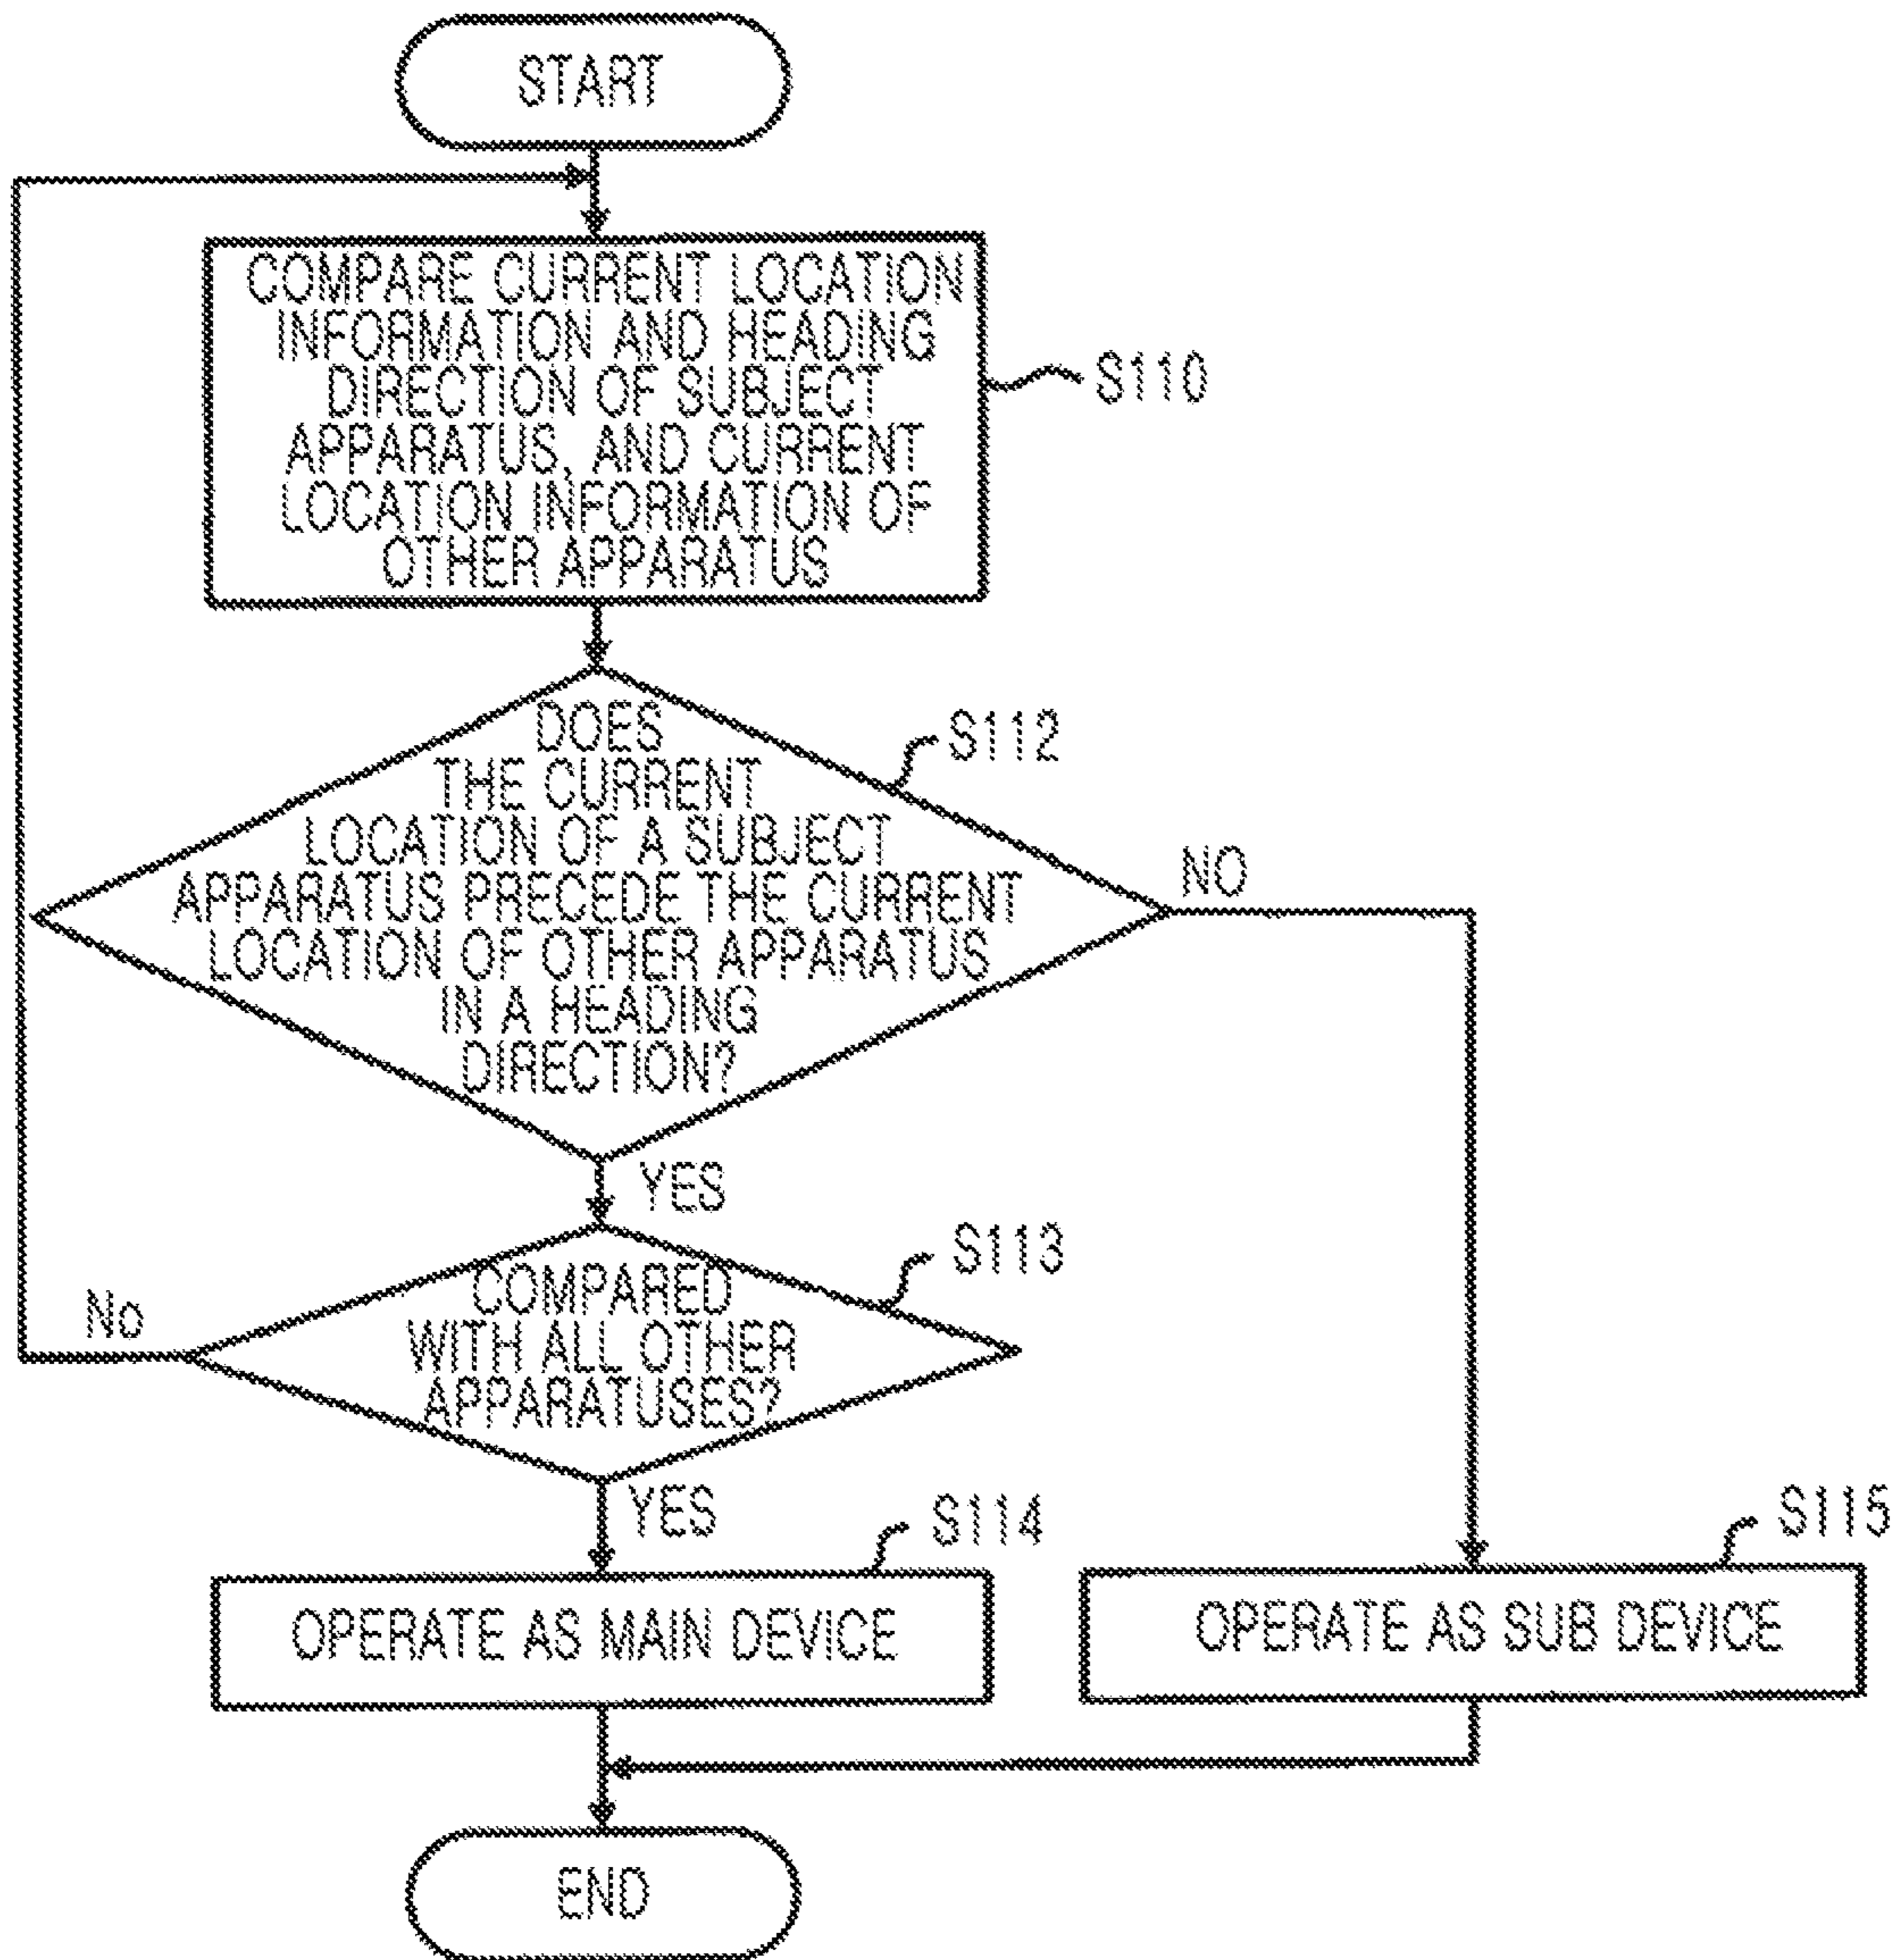 START
COMPARE CURRENT LOCATION
INFORMATION AND HEADING
DIRECTION OF SUBJECT
APPARATUS, AND CURRENT
LOCATION INFORMATION OF
OTHER APPARATUS
S110
DOES
THE CURRENT
LOCATION OF A SUBJECT
APPARATUS PRECEDE THE CURRENT
LOCATION OF OTHER APPARATUS
IN A HEADING
DIRECTION?
S112
NO
YES
COMPARED
WITH ALL OTHER
APPARATUSES?
S113
No
YES
OPERATE AS MAIN DEVICE
S114
OPERATE AS SUB DEVICE
S115
END